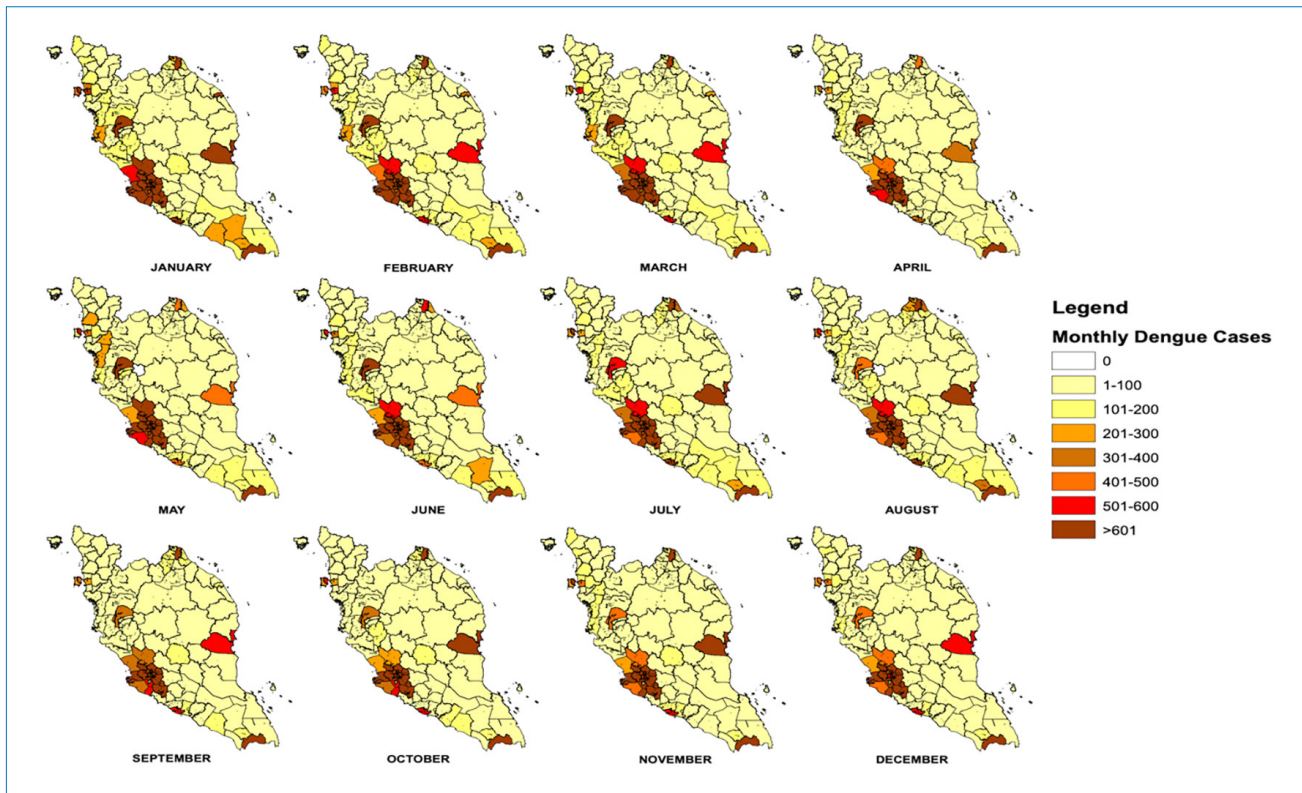 JANUARY
FEBRUARY
MARCH
APRIL
MAY
JUNE
JULY
AUGUST
SEPTEMBER
OCTOBER
NOVEMBER
DECEMBER
Legend
Monthly Dengue Cases
0
1-100
101-200
201-300
301-400
401-500
501-600
>601